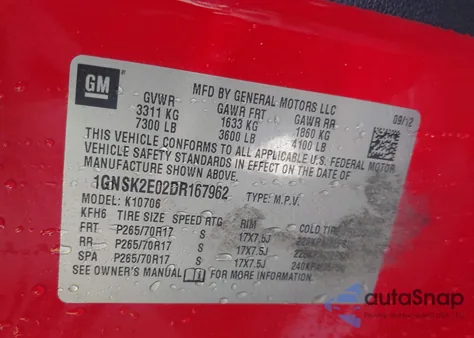 GM
MFD BY GENERAL MOTORS LLC
09/12
GVWR GAWR FRT GAWR RR
3311 KG 1633 KG 1860 KG
7300 LB 3600 LB 4100 LB
THIS VEHICLE CONFORMS TO ALL APPLICABLE U.S. FEDERAL MOTOR
VEHICLE SAFETY STANDARDS IN EFFECT ON THE DATE OF
MANUFACTURE SHOWN ABOVE.
1GNSK2E02DR167962 TYPE: M.P.V.
MODEL: K10706
KFH6 TIRE SIZE SPEED RTG RIM COLD
FRT P265/70R17 S 17X7.5J
RR P265/70R17 S 17X7.5J
SPA P265/70R17 S 17X7.5J
SEE OWNER'S MANUAL FOR MORE INFORMATION.
autoSnap